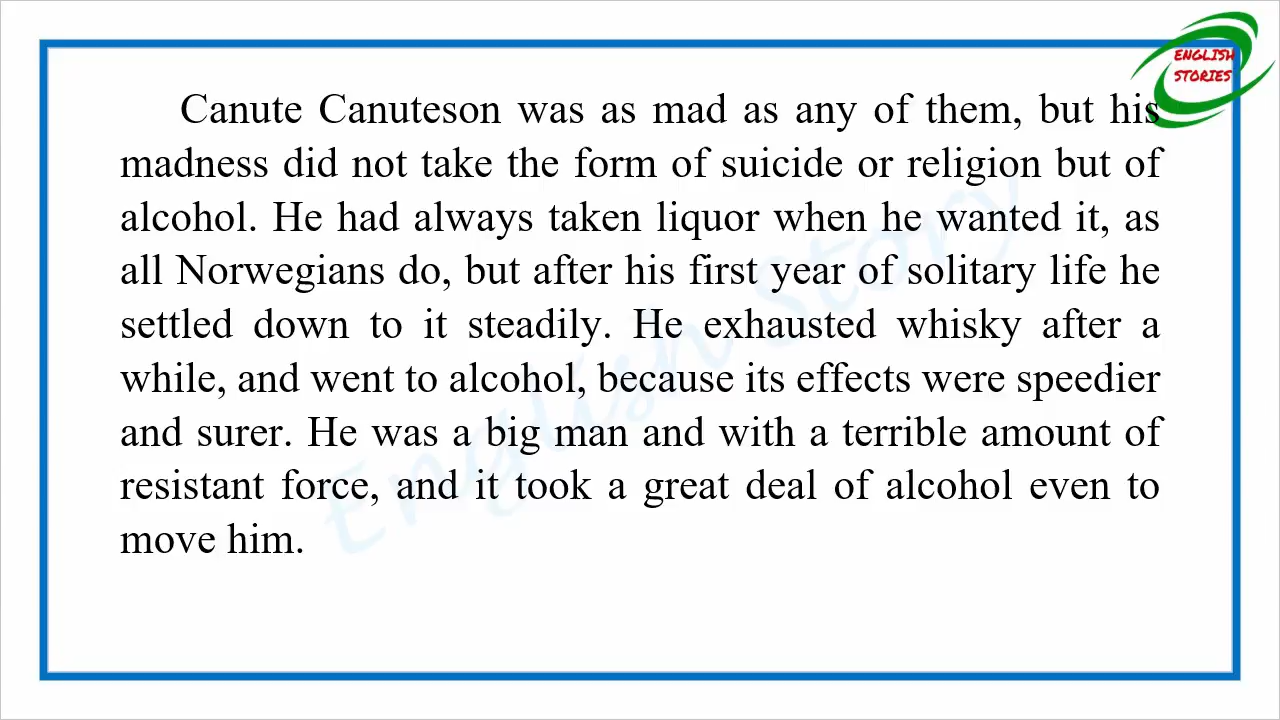 ENGLISH
STORIES
Canute Canuteson was as mad as any of them, but his
madness did not take the form of suicide or religion but of
alcohol. He had always taken liquor when he wanted it, as
all Norwegians do, but after his first year of solitary life he
settled down to it steadily. He exhausted whisky after a
while, and went to alcohol, because its effects were speedier
and surer. He was a big man and with a terrible amount of
resistant force, and it took a great deal of alcohol even to
move him.
English Story